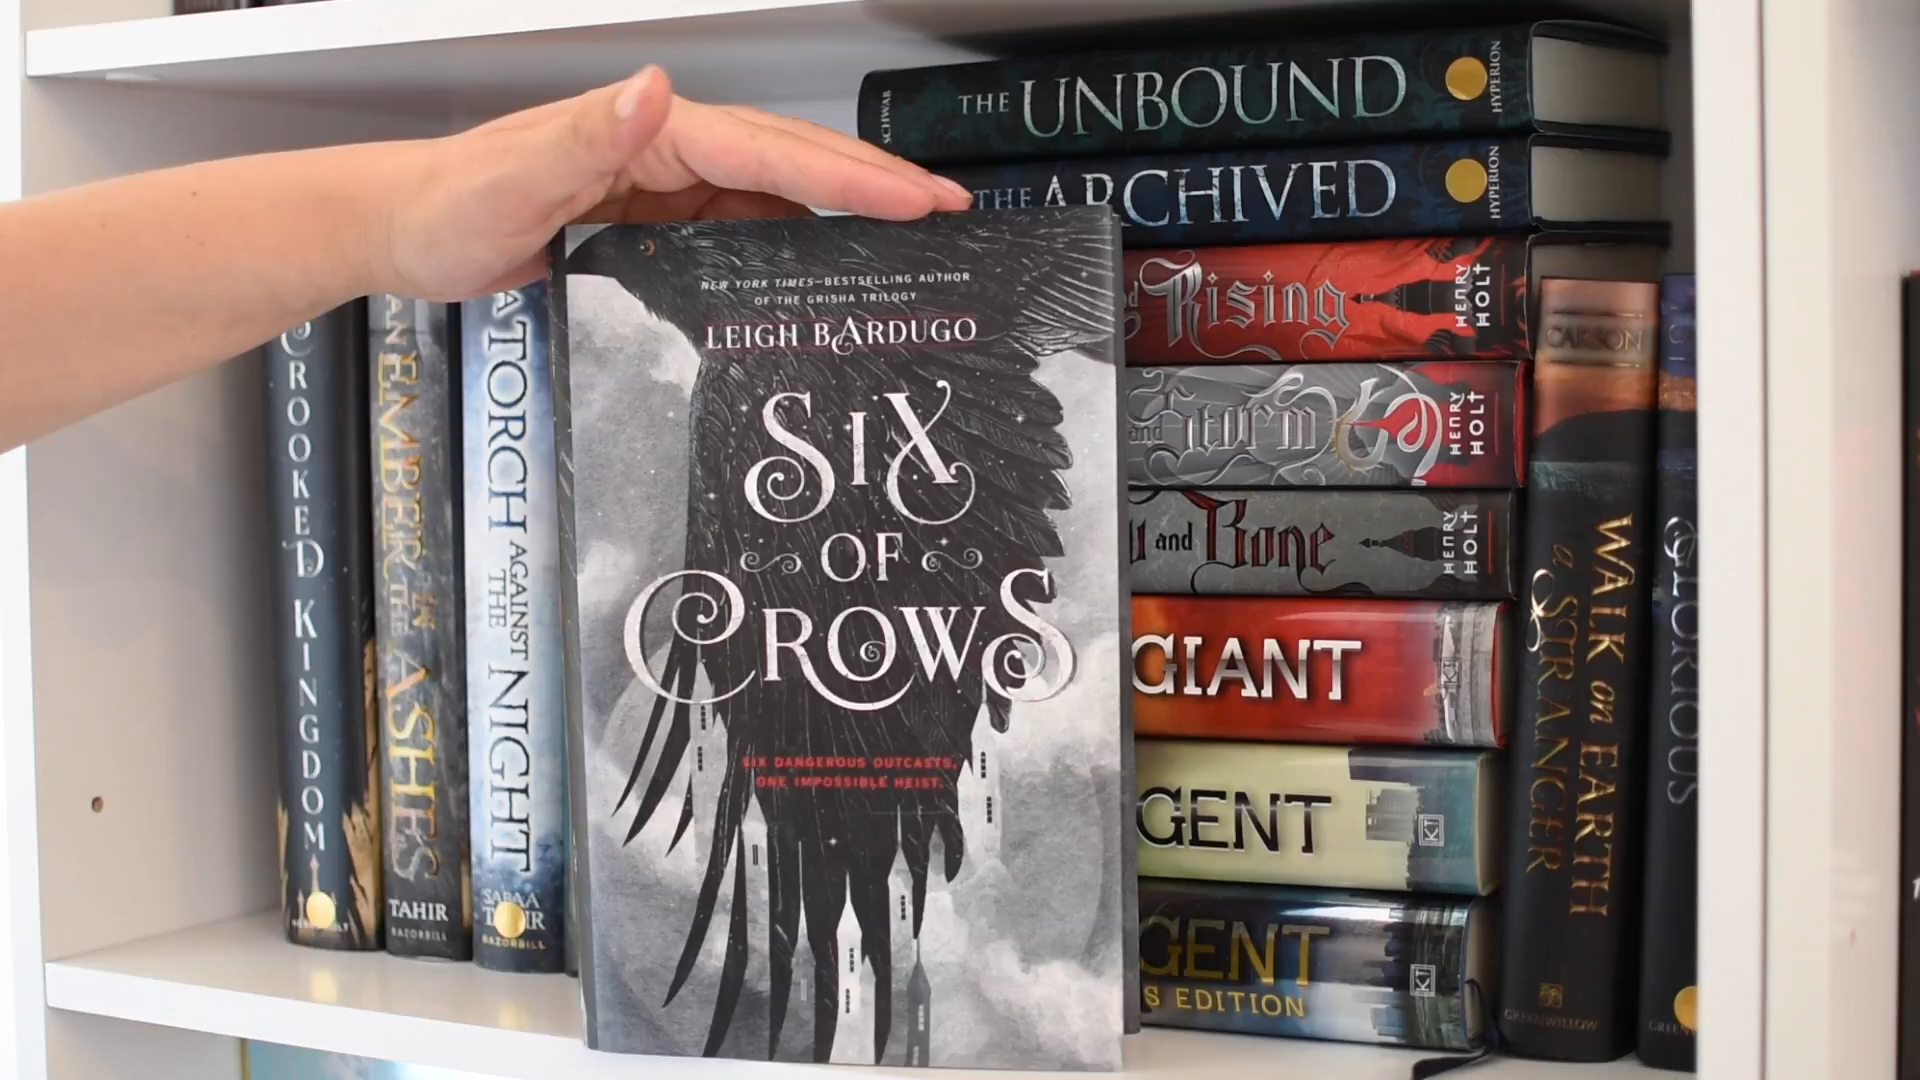 CROOKED KINGDOM
AN EMBER IN THE ASHES
TAHIR
RAZORBILL
A TORCH AGAINST THE NIGHT
SABAA
RAZORBILL
NEW YORK TIMES—BESTSELLING AUTHOR
OF THE GRISHA TRILOGY
LEIGH BARDUGO
SIX
OF
CROWS
SIX DANGEROUS OUTCASTS.
ONE IMPOSSIBLE HEIST.
SCHWAB THE UNBOUND HYPERION
THE ARCHIVED HYPERION
Rising HENRY HOLT
and Storm HENRY HOLT
and Bone HENRY HOLT
GIANT
GENT
GENT
S EDITION
CARSON
WALK on EARTH
a STRANGER
GREENWILLOW
GLORIOUS
GREEN